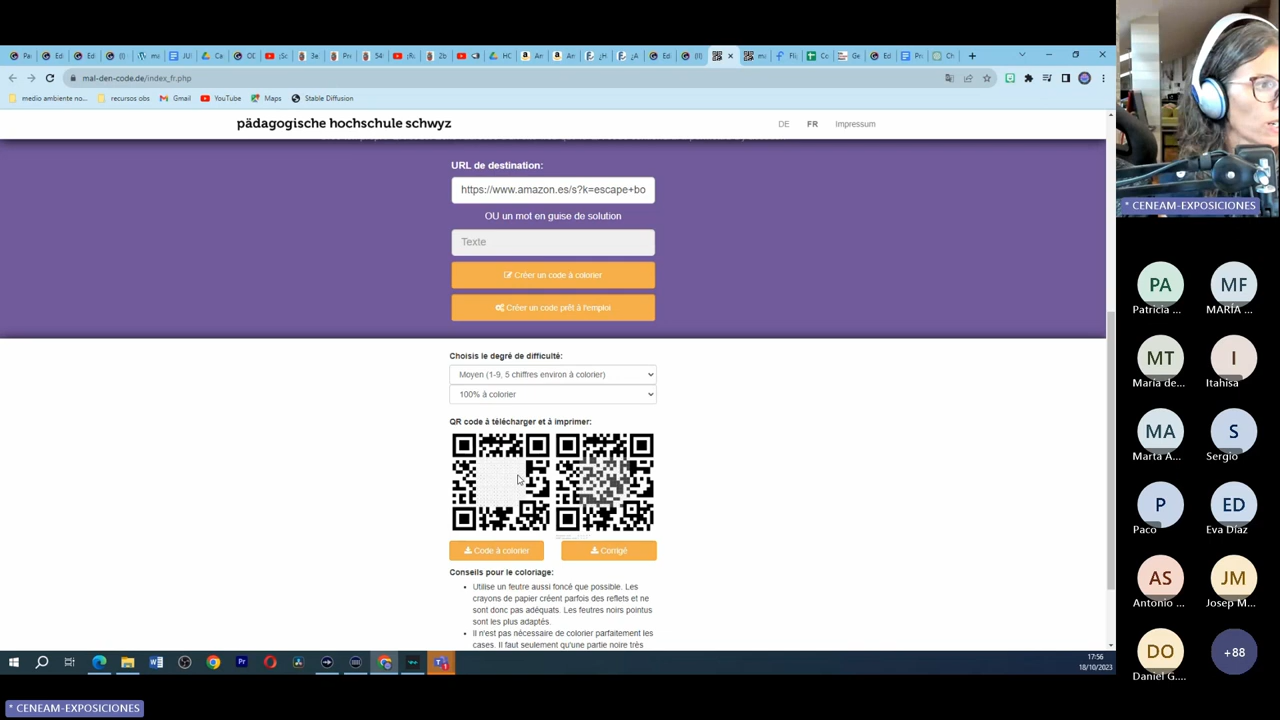 mal-den-code.de/index_fr.php
medio ambiente no...
recursos obs
Gmail
YouTube
Maps
Stable Diffusion
pädagogische hochschule schwyz
DE
FR
Impressum
URL de destination:
https://www.amazon.es/s?k=escape+bo
OU un mot en guise de solution
Texte
Créer un code à colorier
Créer un code prêt à l'emploi
Choisis le degré de difficulté:
Moyen (1-9, 5 chiffres environ à colorier)
100% à colorier
QR code à télécharger et à imprimer:
Code à colorier
Corrigé
Conseils pour le coloriage:
Utilise un feutre aussi foncé que possible. Les
crayons de papier créent parfois des reflets et ne
sont donc pas adéquats. Les feutres noirs pointus
sont les plus adaptés.
Il n'est pas nécessaire de colorier parfaitement les
cases. Il faut seulement qu'une partie noire très
17:56
18/10/2023
* CENEAM-EXPOSICIONES
PA
Patricia ...
MF
MARÍA ...
MT
María de...
I
Itahisa
MA
Marta A...
S
Sergio
P
Paco
ED
Eva Díaz
AS
Antonio ...
JM
Josep M...
DO
Daniel G....
+88
* CENEAM-EXPOSICIONES